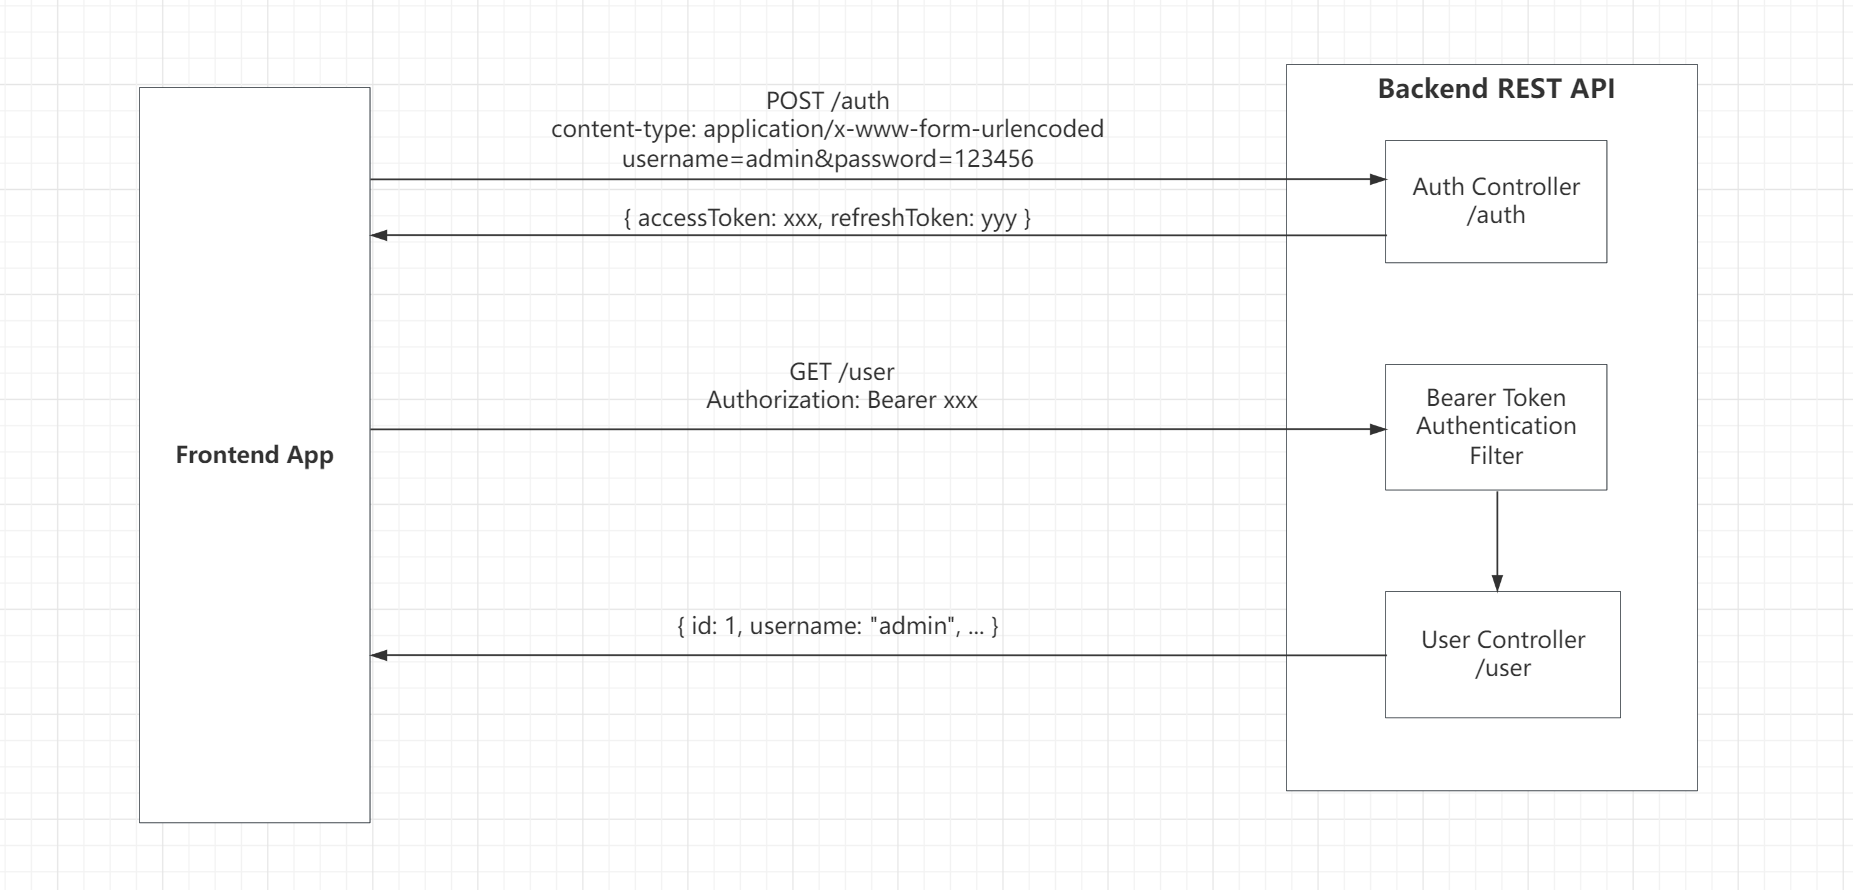 Backend REST API
POST /auth
content-type: application/x-www-form-urlencoded
username=admin&password=123456
Auth Controller
/auth
{ accessToken: xxx, refreshToken: yyy }
GET /user
Authorization: Bearer xxx
Bearer Token
Authentication
Filter
Frontend App
{ id: 1, username: "admin", ... }
User Controller
/user